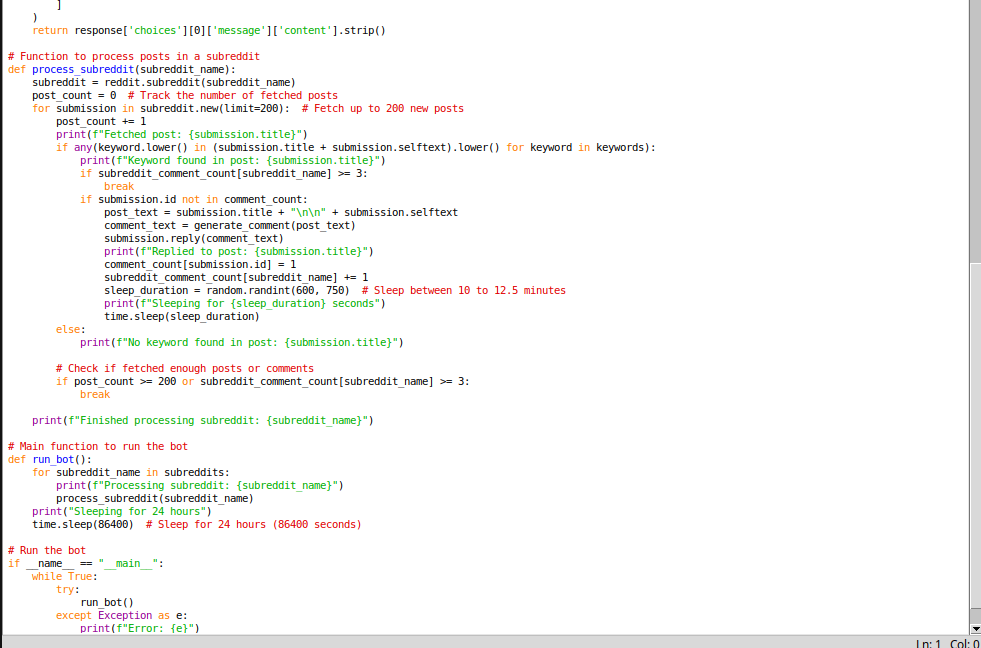 ]
    )
    return response['choices'][0]['message']['content'].strip()

# Function to process posts in a subreddit
def process_subreddit(subreddit_name):
    subreddit = reddit.subreddit(subreddit_name)
    post_count = 0  # Track the number of fetched posts
    for submission in subreddit.new(limit=200):  # Fetch up to 200 new posts
        post_count += 1
        print(f"Fetched post: {submission.title}")
        if any(keyword.lower() in (submission.title + submission.selftext).lower() for keyword in keywords):
            print(f"Keyword found in post: {submission.title}")
            if subreddit_comment_count[subreddit_name] >= 3:
                break
            if submission.id not in comment_count:
                post_text = submission.title + "\n\n" + submission.selftext
                comment_text = generate_comment(post_text)
                submission.reply(comment_text)
                print(f"Replied to post: {submission.title}")
                comment_count[submission.id] = 1
                subreddit_comment_count[subreddit_name] += 1
                sleep_duration = random.randint(600, 750)  # Sleep between 10 to 12.5 minutes
                print(f"Sleeping for {sleep_duration} seconds")
                time.sleep(sleep_duration)
        else:
            print(f"No keyword found in post: {submission.title}")

        # Check if fetched enough posts or comments
        if post_count >= 200 or subreddit_comment_count[subreddit_name] >= 3:
            break

    print(f"Finished processing subreddit: {subreddit_name}")

# Main function to run the bot
def run_bot():
    for subreddit_name in subreddits:
        print(f"Processing subreddit: {subreddit_name}")
        process_subreddit(subreddit_name)
    print("Sleeping for 24 hours")
    time.sleep(86400)  # Sleep for 24 hours (86400 seconds)

# Run the bot
if __name__ == "__main__":
    while True:
        try:
            run_bot()
        except Exception as e:
            print(f"Error: {e}")
Ln: 1 Col: 0